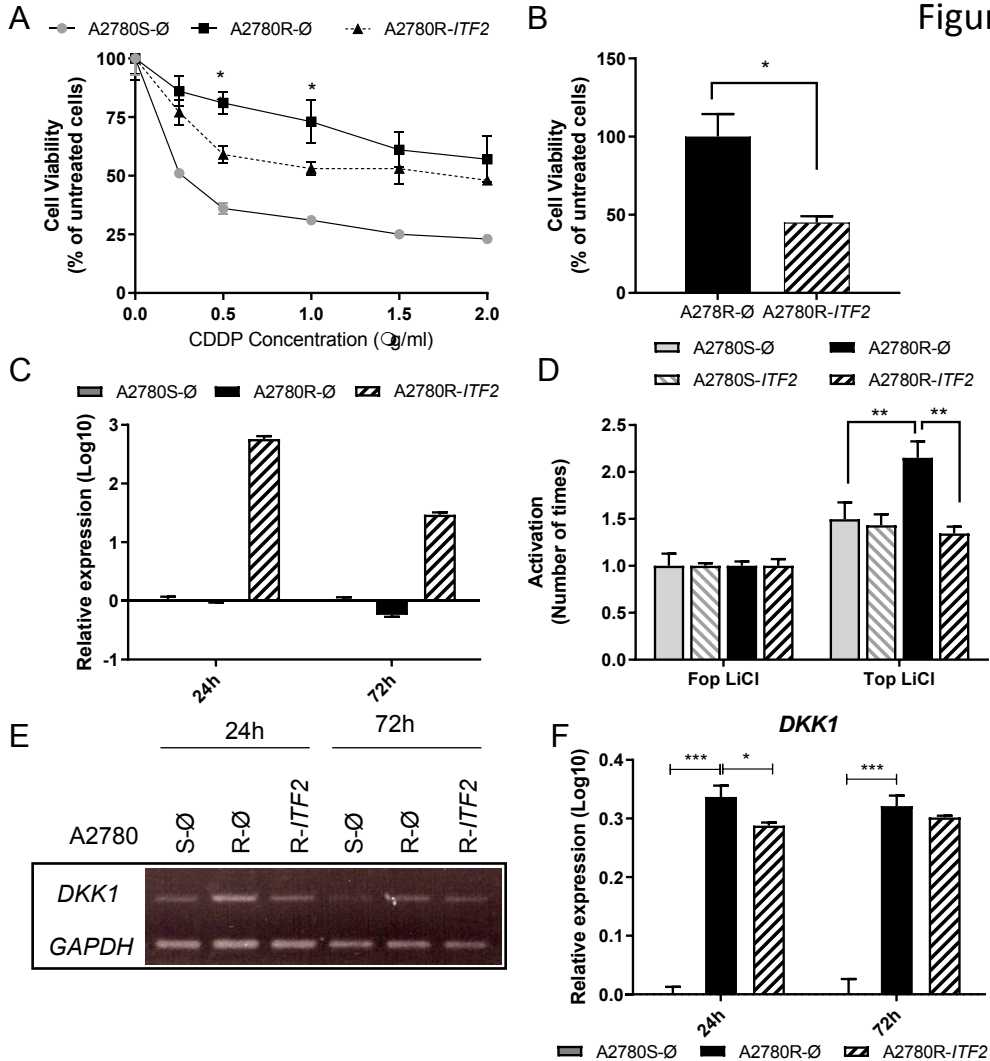 Figur
A
A2780S-Ø A2780R-Ø A2780R-ITF2
100
75
50
25
0
* *
Cell Viability
(% of untreated cells)
0.0 0.5 1.0 1.5 2.0
CDDP Concentration (g/ml)
B
150
100
50
0
*
Cell Viability
(% of untreated cells)
A278R-Ø A2780R-ITF2
C
A2780S-Ø A2780R-Ø A2780R-ITF2
3
2
1
0
-1
Relative expression (Log10)
24h 72h
D
A2780S-Ø A2780R-Ø
A2780S-ITF2 A2780R-ITF2
2.5
2.0
1.5
1.0
0.5
0.0
** **
Activation
(Number of times)
Fop LiCl Top LiCl
E
24h 72h
A2780 S-Ø R-Ø R-ITF2 S-Ø R-Ø R-ITF2
DKK1
GAPDH
F
DKK1
0.4
0.3
0.2
0.1
0.0
*** * ***
Relative expression (Log10)
24h 72h
A2780S-Ø A2780R-Ø A2780R-ITF2